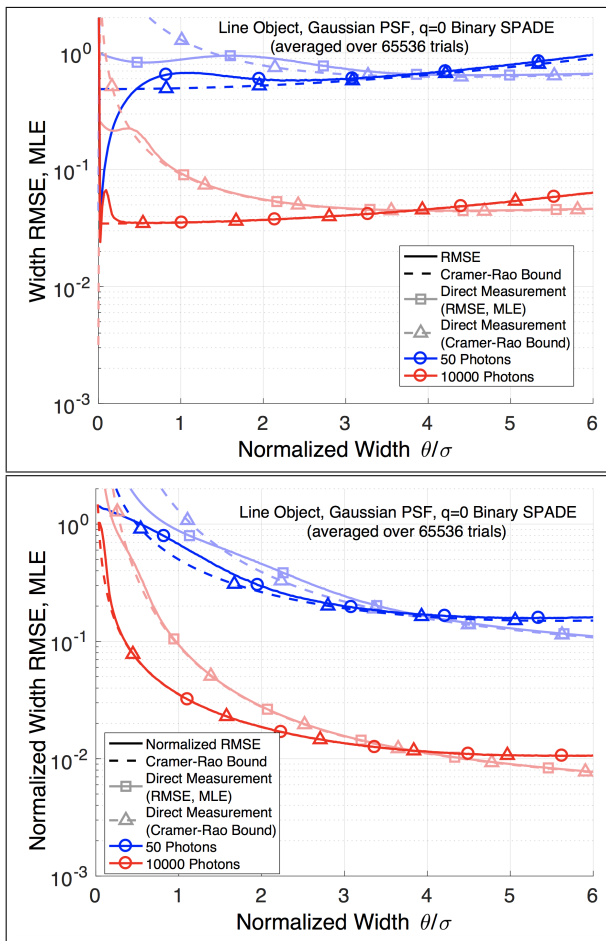 Line Object, Gaussian PSF, q=0 Binary SPADE
(averaged over 65536 trials)
Width RMSE, MLE
10^0
10^-1
10^-2
10^-3
RMSE
Cramer-Rao Bound
Direct Measurement
(RMSE, MLE)
Direct Measurement
(Cramer-Rao Bound)
50 Photons
10000 Photons
0 1 2 3 4 5 6
Normalized Width θ/σ
Line Object, Gaussian PSF, q=0 Binary SPADE
(averaged over 65536 trials)
Normalized Width RMSE, MLE
10^0
10^-1
10^-2
10^-3
Normalized RMSE
Cramer-Rao Bound
Direct Measurement
(RMSE, MLE)
Direct Measurement
(Cramer-Rao Bound)
50 Photons
10000 Photons
0 1 2 3 4 5 6
Normalized Width θ/σ